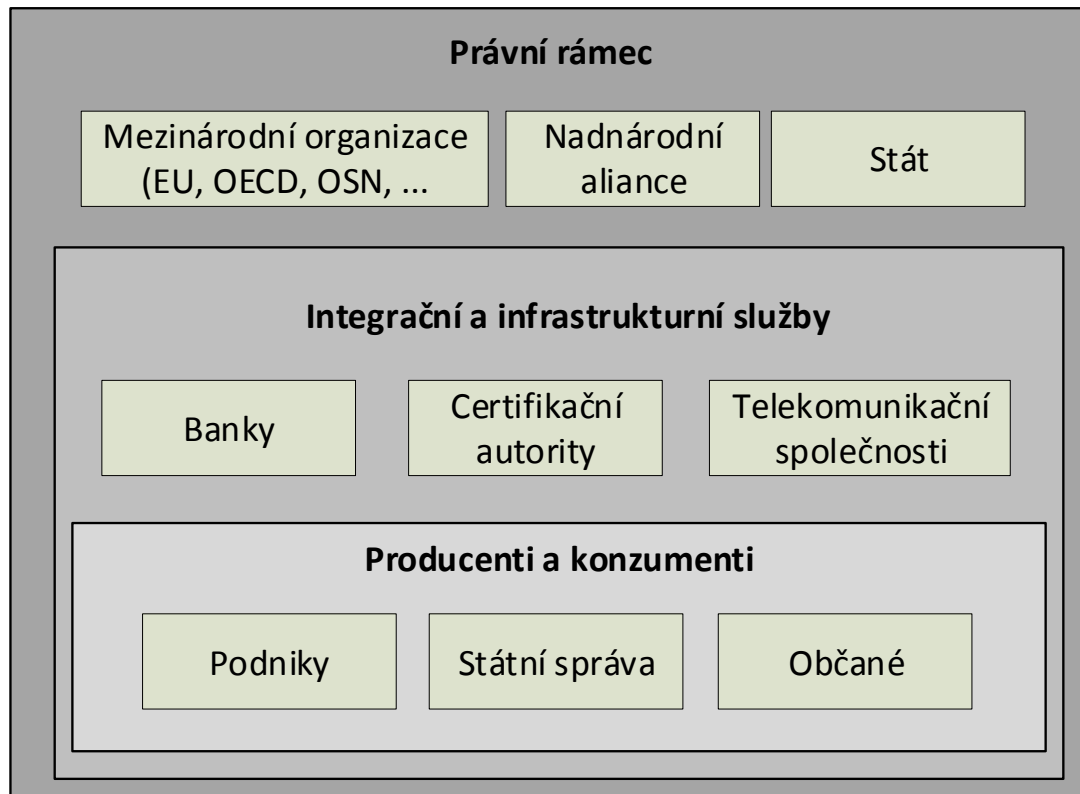 Právní rámec
Mezinárodní organizace
(EU, OECD, OSN, ...
Nadnárodní
aliance
Stát
Integrační a infrastrukturní služby
Banky
Certifikační
autority
Telekomunikační
společnosti
Producenti a konzumenti
Podniky
Státní správa
Občané